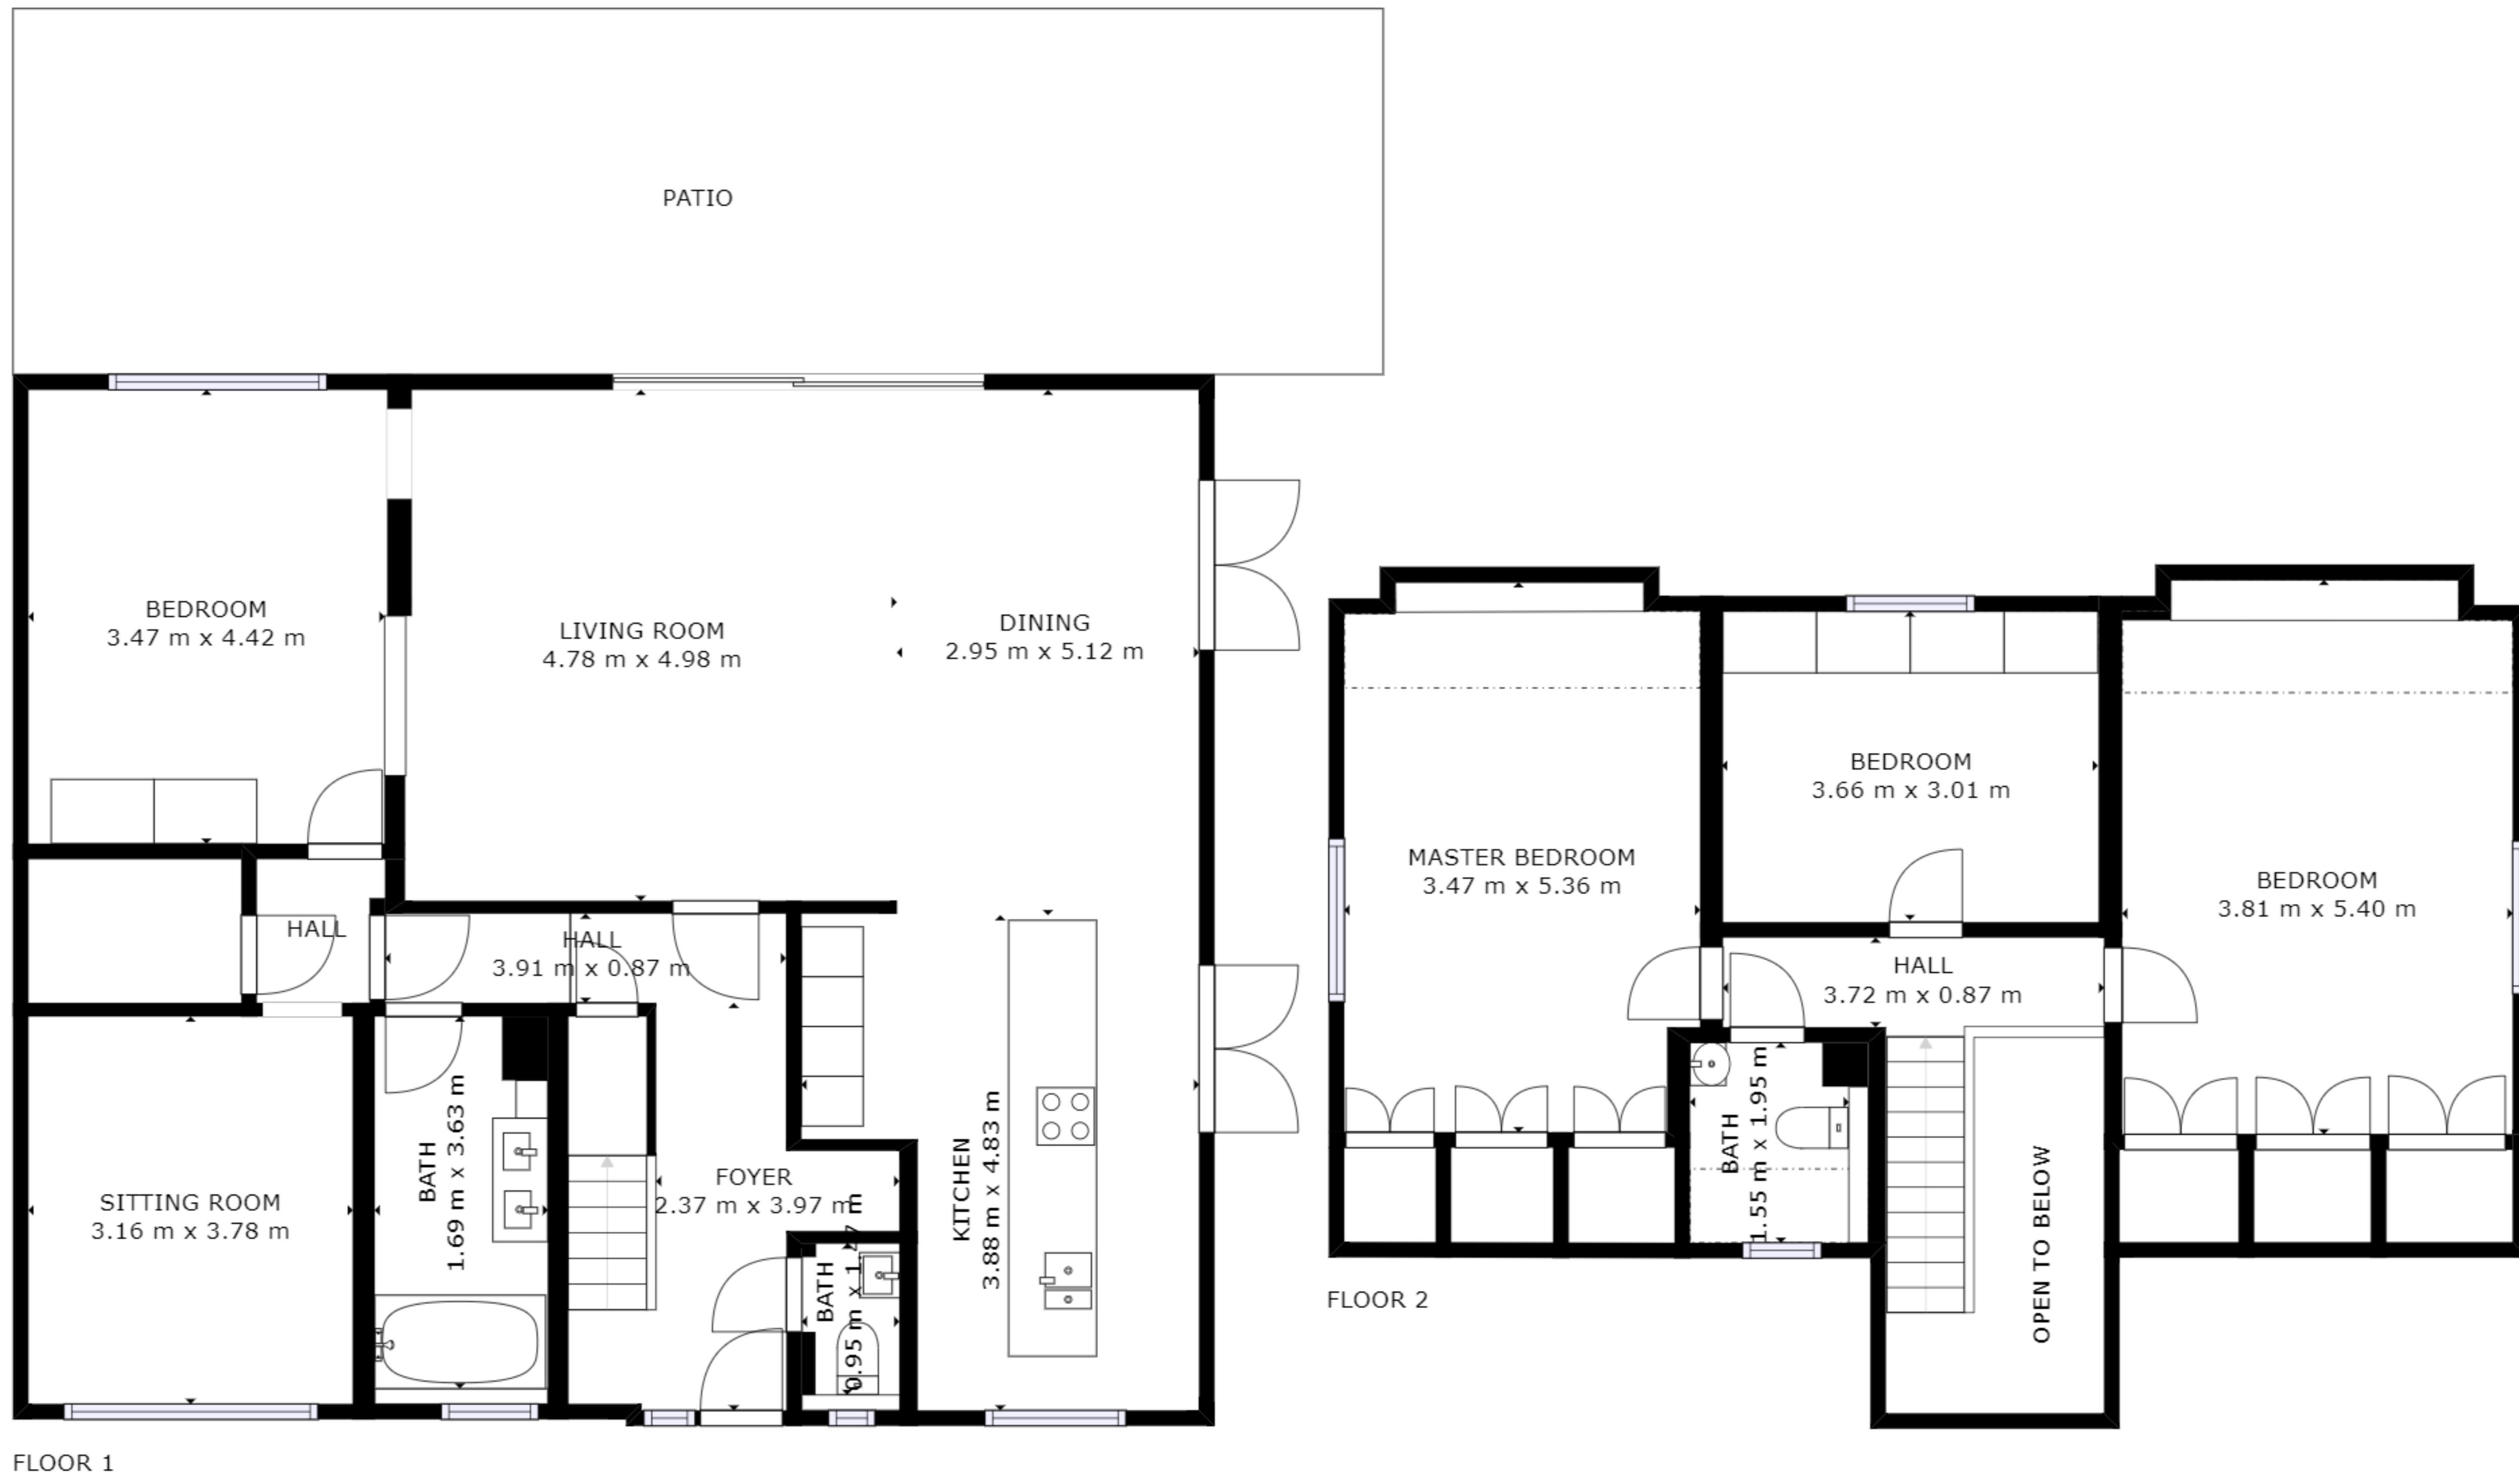 PATIO
BEDROOM
3.47 m x 4.42 m
LIVING ROOM
4.78 m x 4.98 m
DINING
2.95 m x 5.12 m
HALL
HALL
3.91 m x 0.87 m
SITTING ROOM
3.16 m x 3.78 m
BATH
1.69 m x 3.63 m
FOYER
2.37 m x 3.97 m
BATH
0.95 m x
KITCHEN
3.88 m x 4.83 m
FLOOR 1
MASTER BEDROOM
3.47 m x 5.36 m
BEDROOM
3.66 m x 3.01 m
BEDROOM
3.81 m x 5.40 m
HALL
3.72 m x 0.87 m
BATH
1.55 m x 1.95 m
OPEN TO BELOW
FLOOR 2